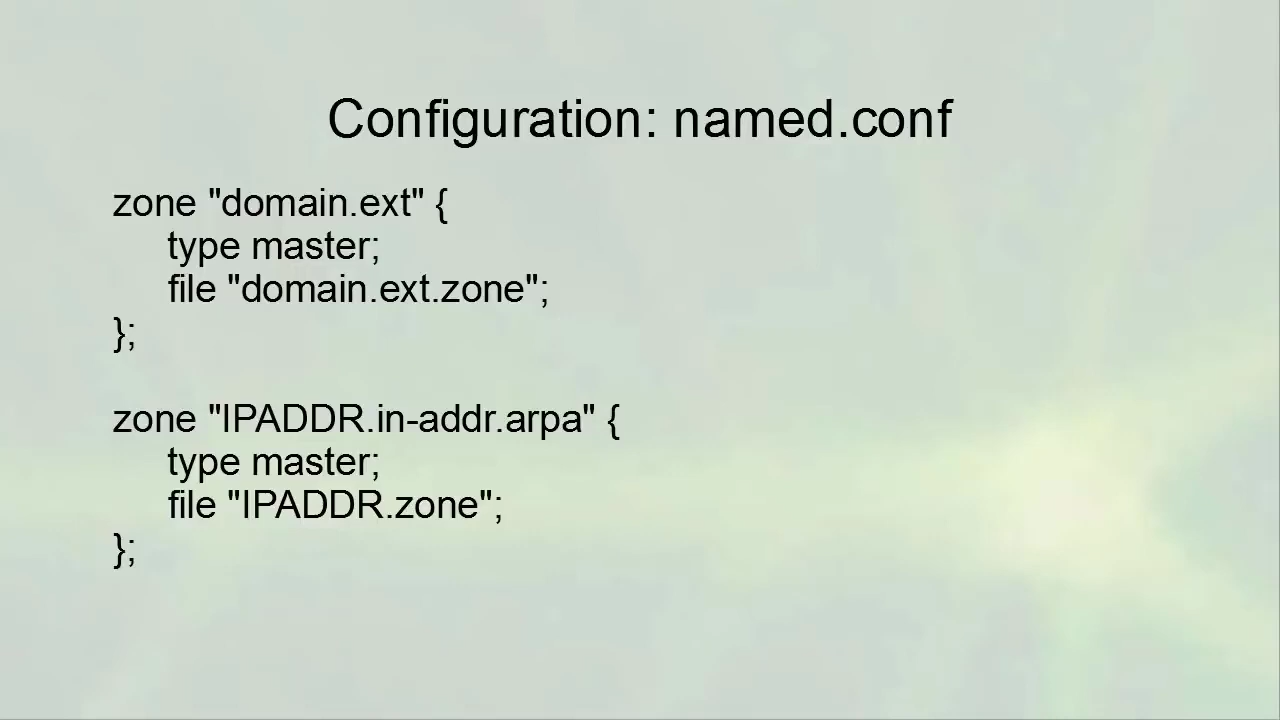 Configuration: named.conf
zone "domain.ext" {
type master;
file "domain.ext.zone";
};
zone "IPADDR.in-addr.arpa" {
type master;
file "IPADDR.zone";
};